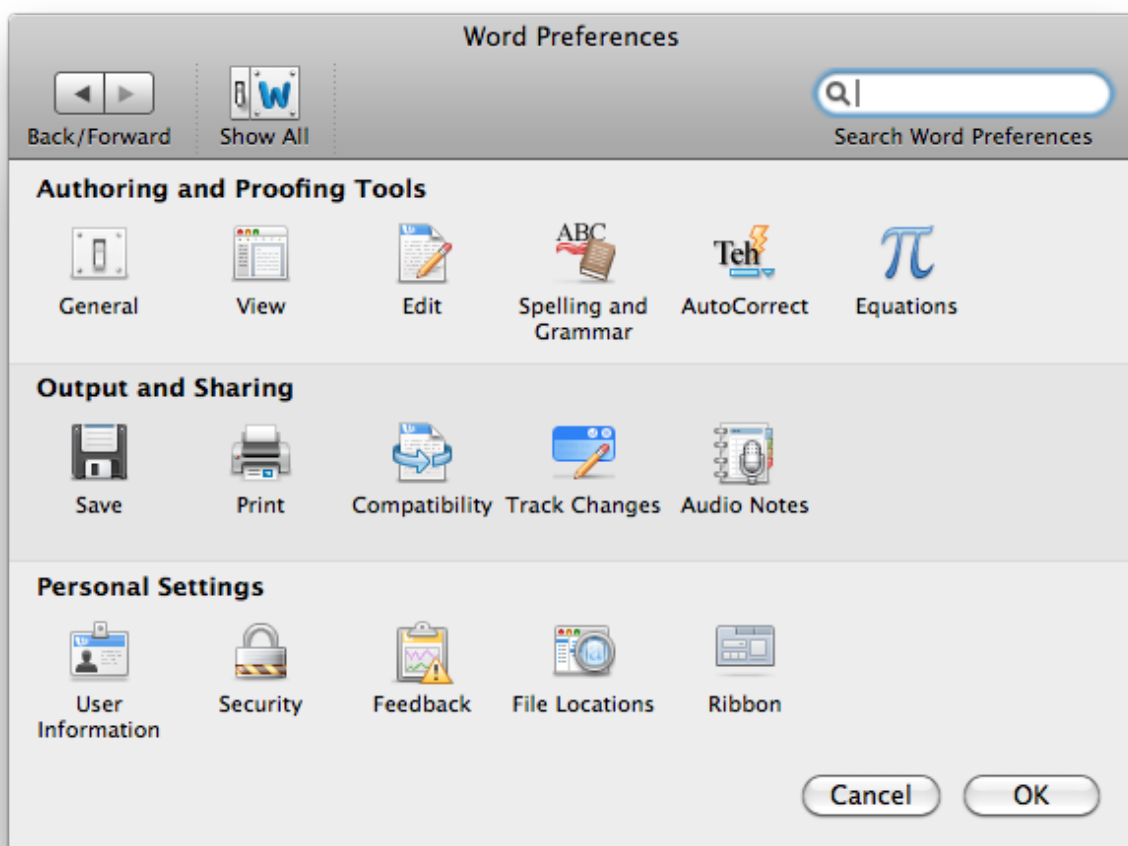 Word Preferences
Back/Forward
Show All
Search Word Preferences
Authoring and Proofing Tools
ABC
Teh
General
View
Edit
Spelling and
Grammar
AutoCorrect
Equations
Output and Sharing
Save
Print
Compatibility
Track Changes
Audio Notes
Personal Settings
User
Information
Security
Feedback
File Locations
Ribbon
Cancel
OK